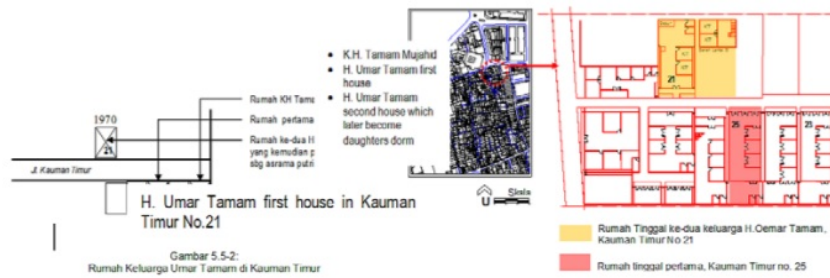 • K.H. Tamam Mujahid
• H. Umar Tamam first
house
• H. Umar Tamam
second house which
later become
daughters dorm
Rumah KH Tama
Rumah pertama
Rumah ke-dua H
yang kemudian p
sbg asrama putri
1970
21
Jl. Kauman Timur
H. Umar Tamam first house in Kauman
Timur No.21
Gambar 5.5-2:
Rumah Keluarga Umar Tamam di Kauman Timur
U
Skala
21
25
25
Rumah Tinggal ke-dua keluarga H.Oemar Tamam,
Kauman Timur No 21
Rumah tinggal pertama, Kauman Timur no. 25